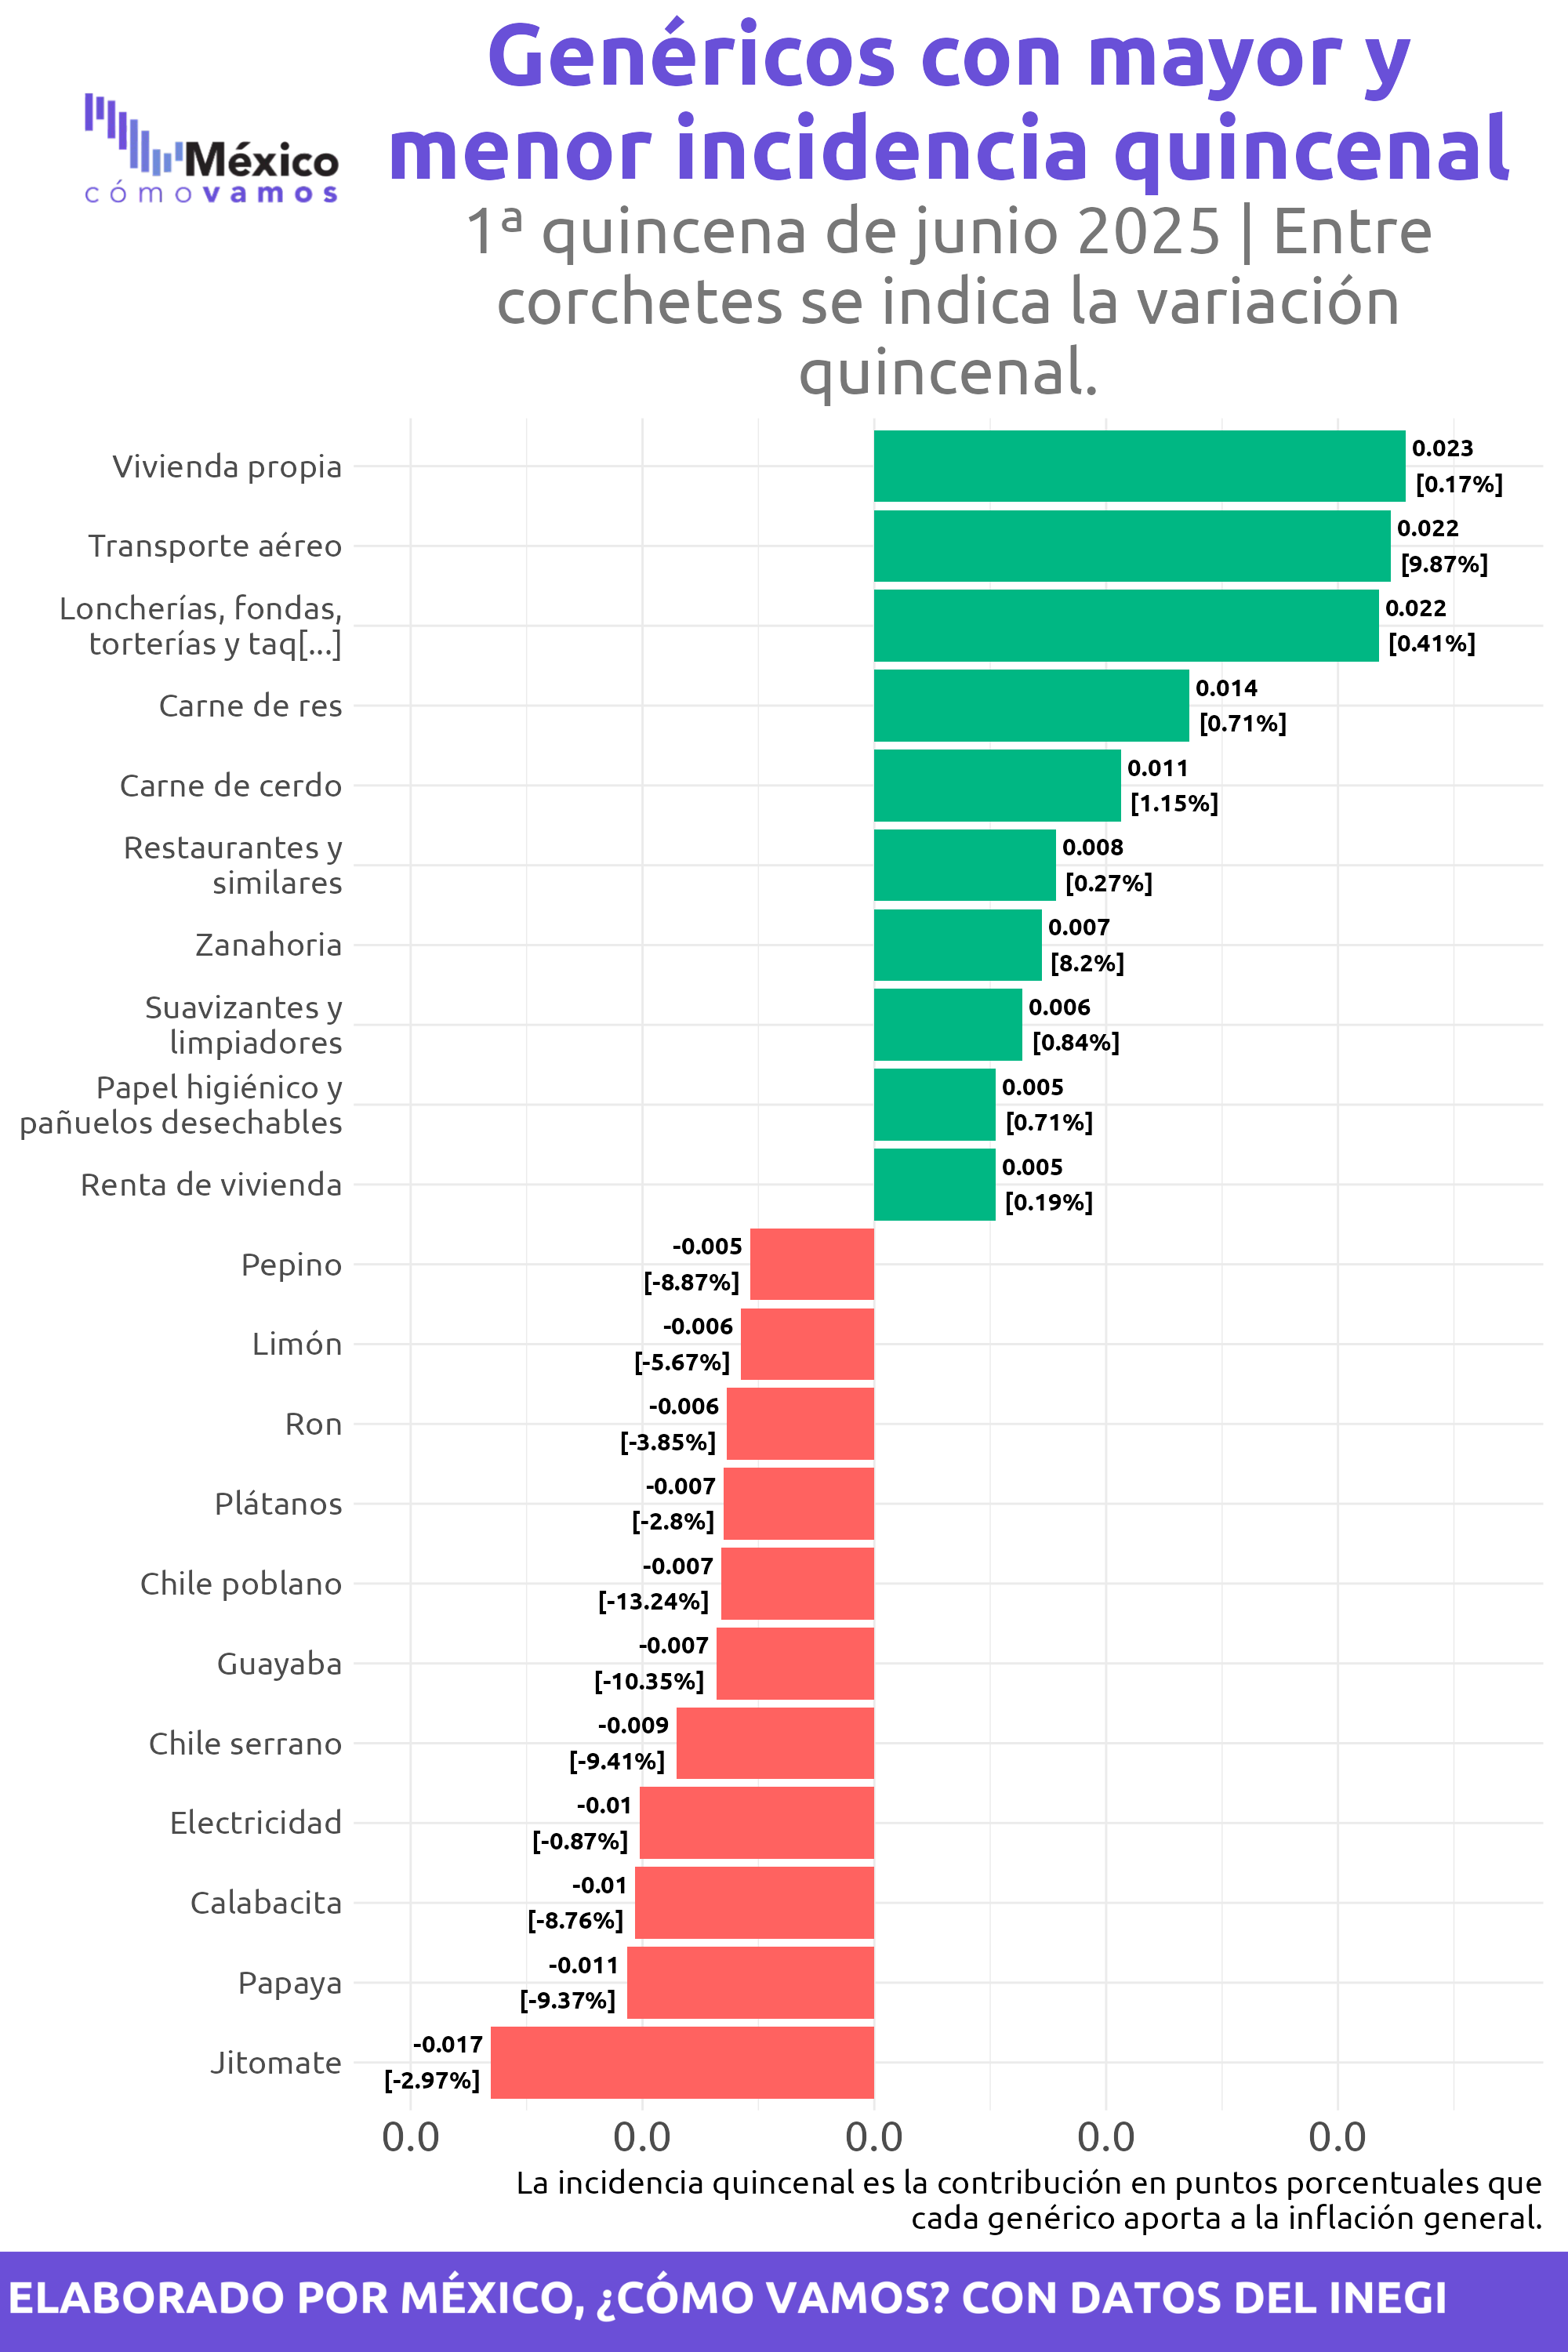 México
cómovamos
Genéricos con mayor y
menor incidencia quincenal
1ª quincena de junio 2025 | Entre
corchetes se indica la variación
quincenal.
Vivienda propia
0.023
[0.17%]
Transporte aéreo
0.022
[9.87%]
Loncherías, fondas,
torterías y taq[...]
0.022
[0.41%]
Carne de res
0.014
[0.71%]
Carne de cerdo
0.011
[1.15%]
Restaurantes y
similares
0.008
[0.27%]
Zanahoria
0.007
[8.2%]
Suavizantes y
limpiadores
0.006
[0.84%]
Papel higiénico y
pañuelos desechables
0.005
[0.71%]
Renta de vivienda
0.005
[0.19%]
Pepino
-0.005
[-8.87%]
Limón
-0.006
[-5.67%]
Ron
-0.006
[-3.85%]
Plátanos
-0.007
[-2.8%]
Chile poblano
-0.007
[-13.24%]
Guayaba
-0.007
[-10.35%]
Chile serrano
-0.009
[-9.41%]
Electricidad
-0.01
[-0.87%]
Calabacita
-0.01
[-8.76%]
Papaya
-0.011
[-9.37%]
Jitomate
-0.017
[-2.97%]
0.0 0.0 0.0 0.0 0.0
La incidencia quincenal es la contribución en puntos porcentuales que
cada genérico aporta a la inflación general.
ELABORADO POR MÉXICO, ¿CÓMO VAMOS? CON DATOS DEL INEGI